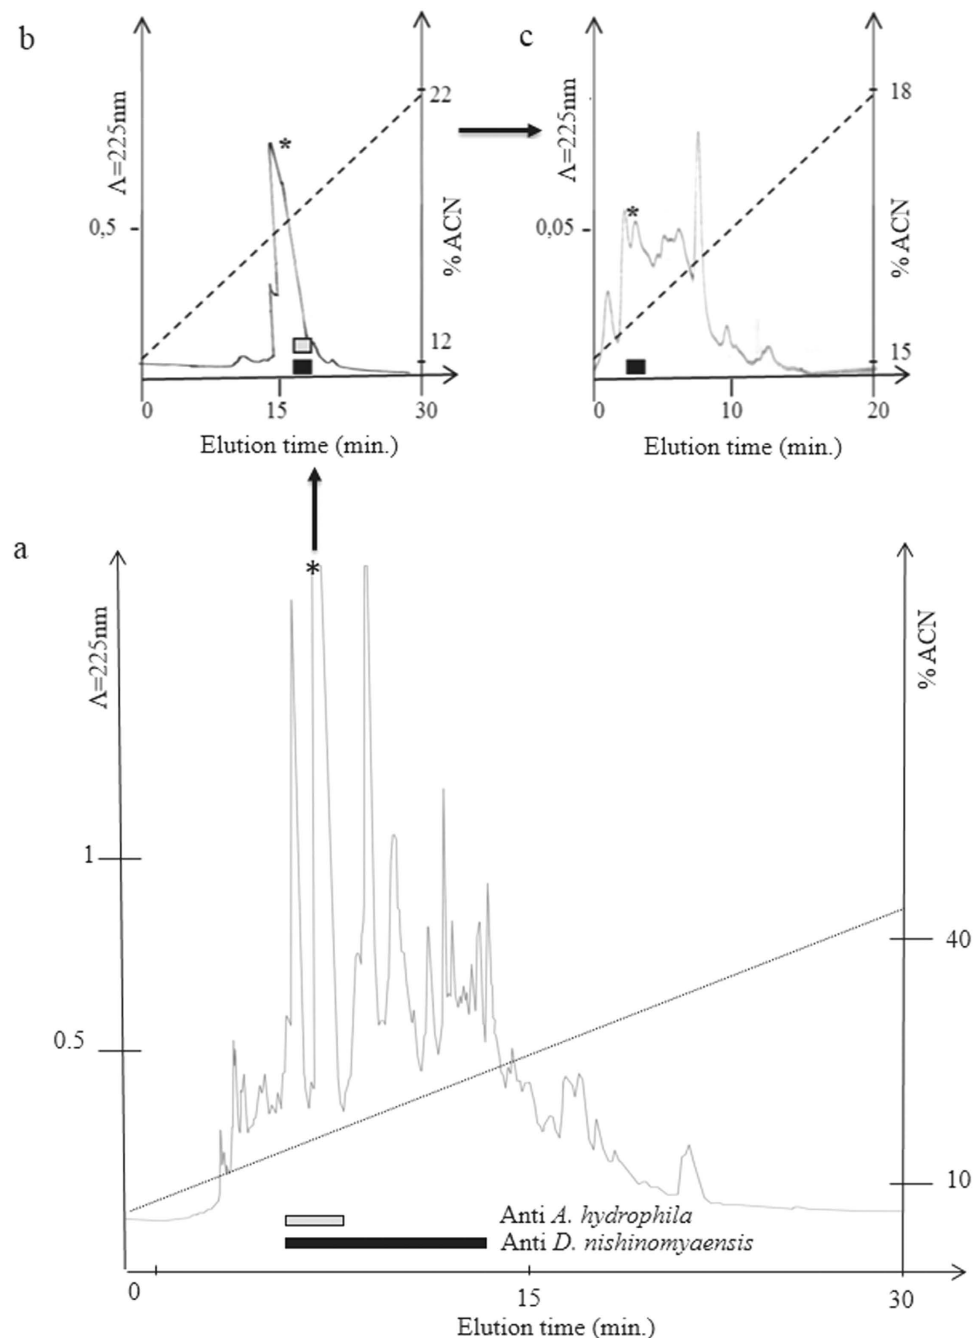 b
Λ=225nm
0,5
22
12
% ACN
0
15
30
Elution time (min.)
*
c
Λ=225nm
0,05
18
15
% ACN
0
10
20
Elution time (min.)
*
a
Λ=225nm
1
0.5
*
% ACN
40
10
Anti A. hydrophila
Anti D. nishinomyaensis
0
15
30
Elution time (min.)